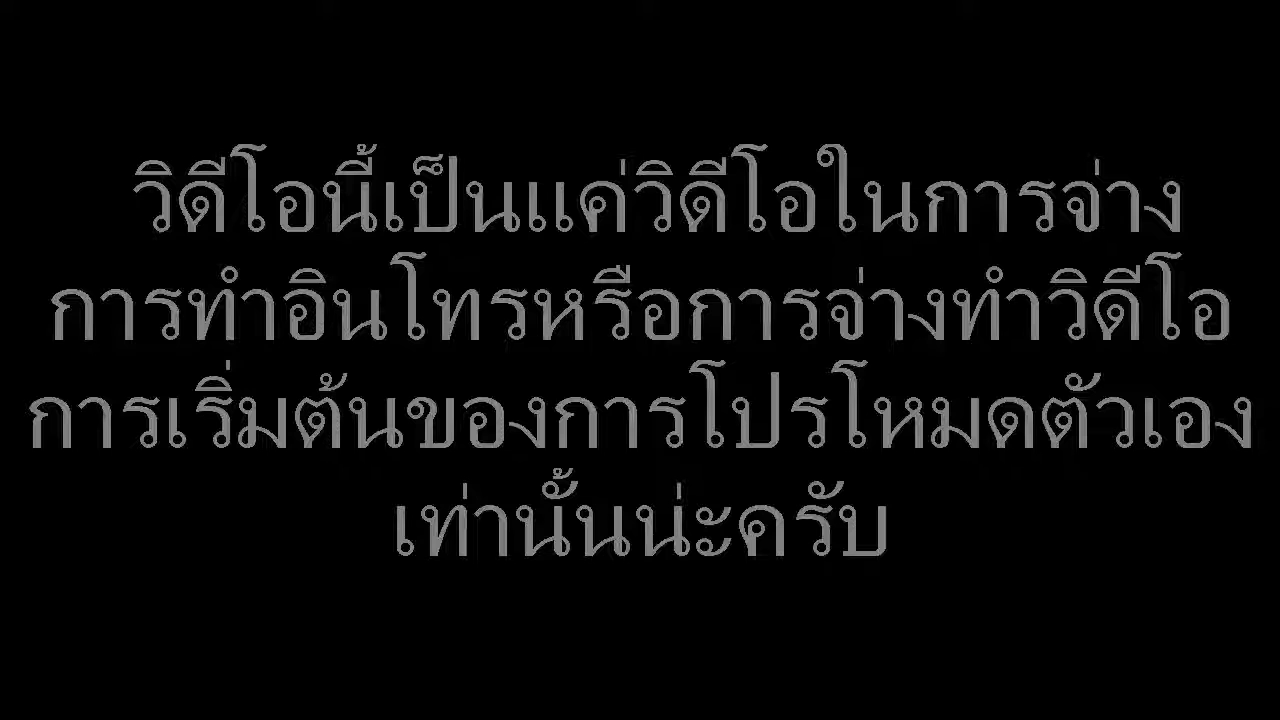 วิดีโอนี้เป็นแค่วิดีโอในการจ่าง
การทำอินโทรหรือการจ่างทำวิดีโอ
การเริ่มต้นของการโปรโหมดตัวเอง
เท่านั้นน่ะครับ